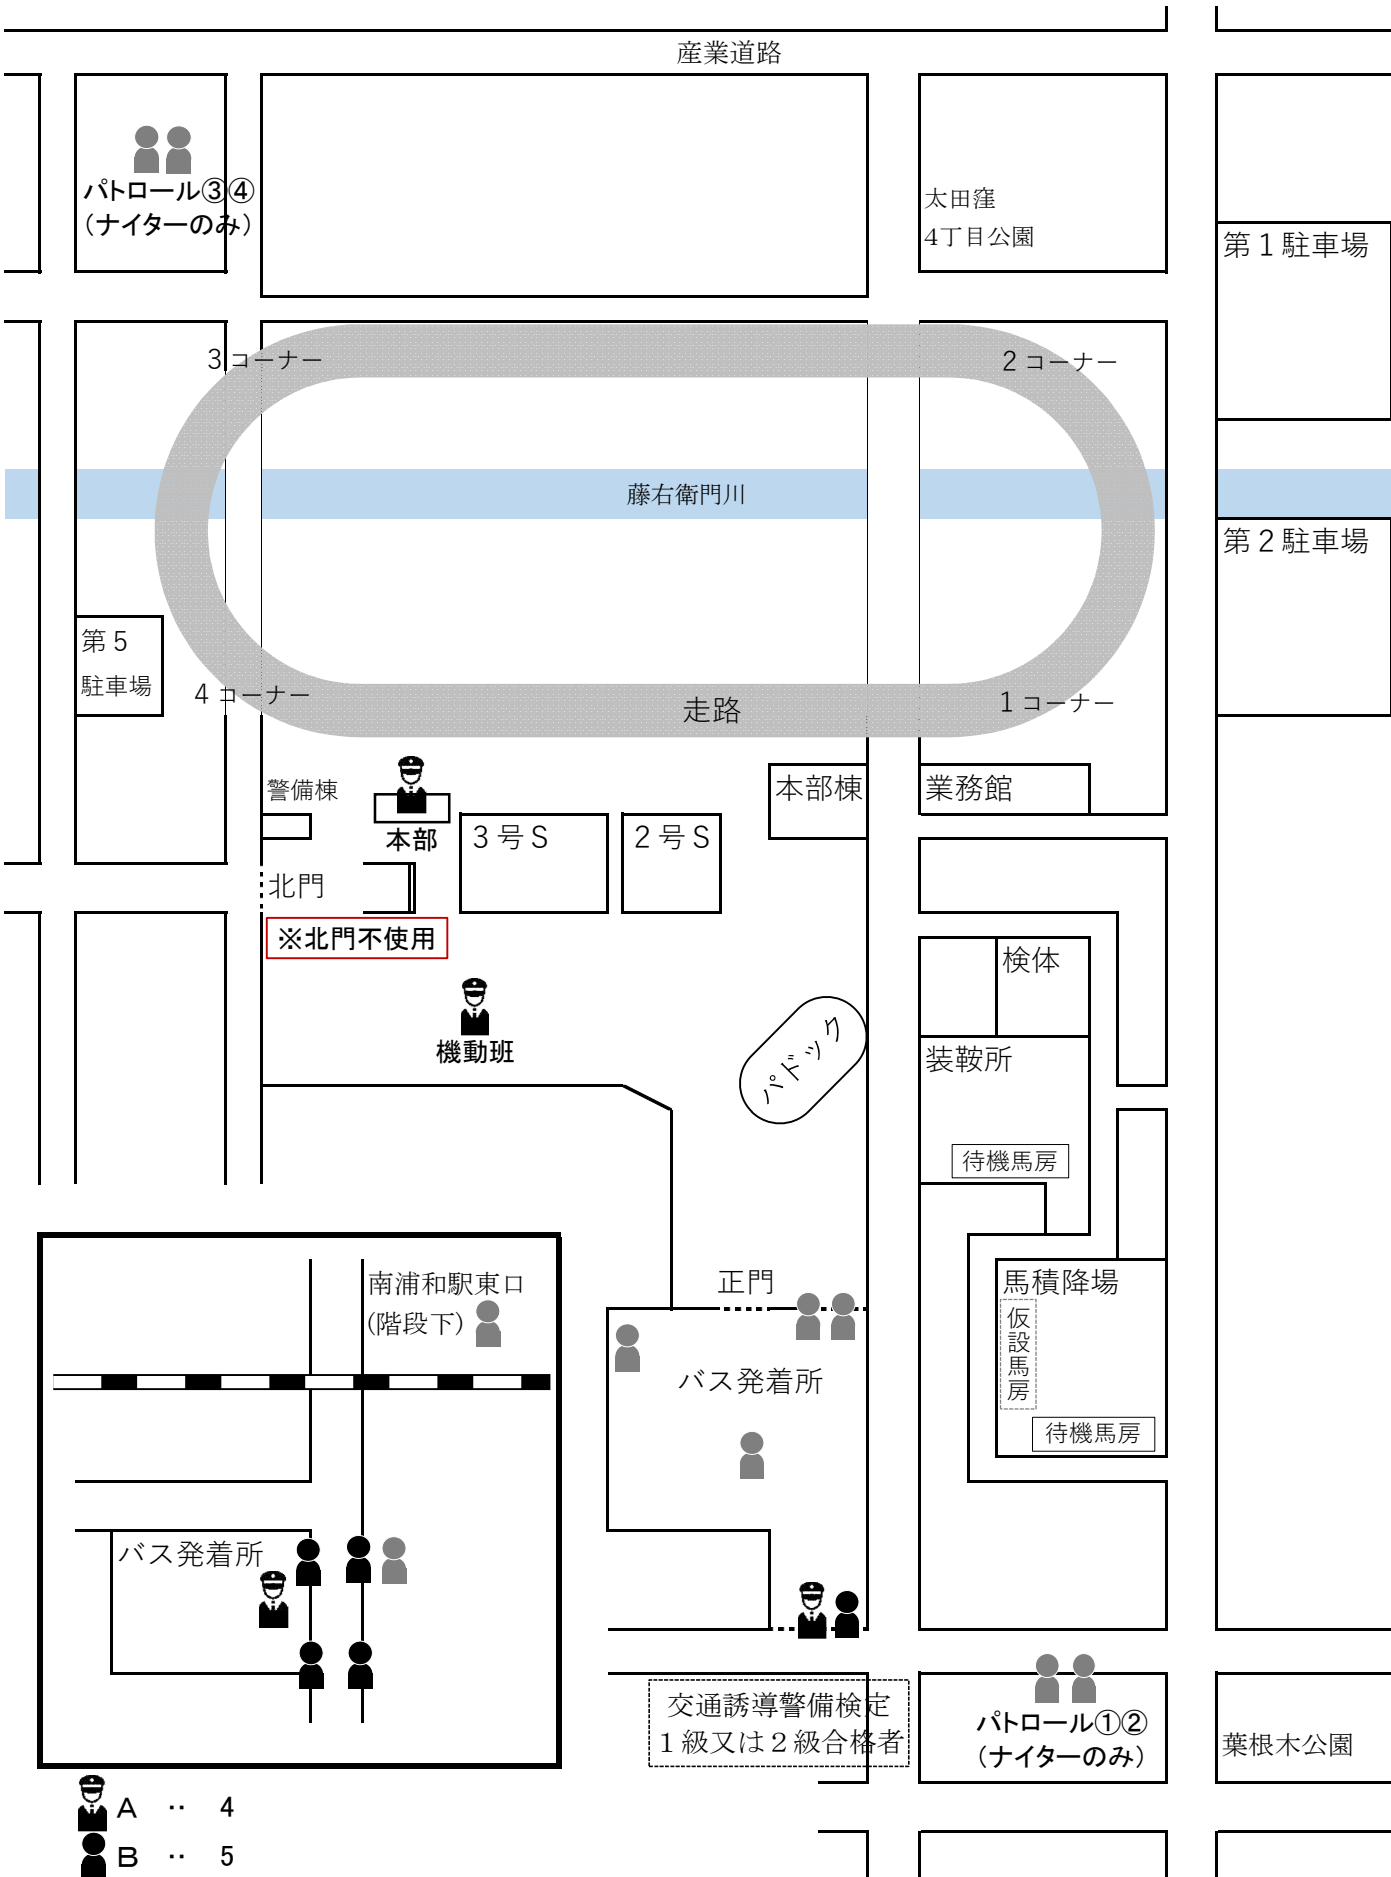 産業道路
パトロール③④
(ナイターのみ)
太田窪
4丁目公園
第1駐車場
3コーナー
2コーナー
藤右衛門川
第2駐車場
第5
駐車場
4コーナー
走路
1コーナー
警備棟
本部
3号S
2号S
本部棟
業務館
北門
※北門不使用
検体
機動班
パドック
装鞍所
待機馬房
南浦和駅東口
(階段下)
正門
馬積降場
仮設馬房
バス発着所
待機馬房
バス発着所
交通誘導警備検定
1級又は2級合格者
パトロール①②
(ナイターのみ)
葉根木公園
A ‥ 4
B ‥ 5